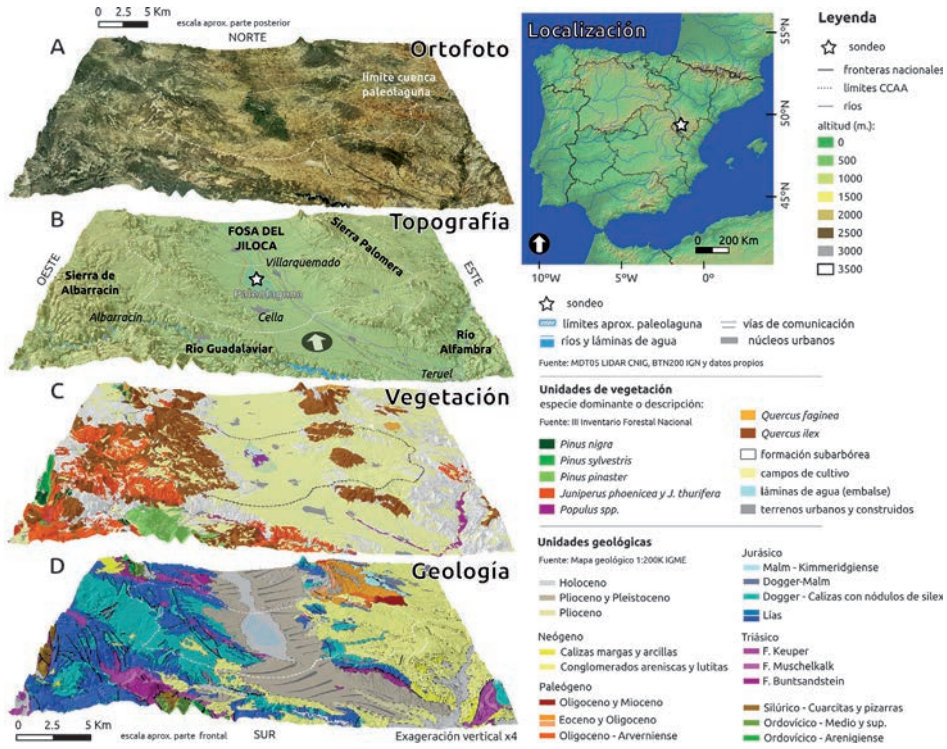 0 2.5 5 Km
escala aprox. parte posterior
NORTE
A
Ortofoto
límite cuenca
paleolaguna
B
Topografía
FOSA DEL
JILOCA
Sierra Palomera
Villarquemado
OESTE
ESTE
Sierra de
Albarracín
Paleolaguna
Albarracín
Cella
Río Guadalaviar
Río
Alfambra
Teruel
C
Vegetación
D
Geología
0 2.5 5 Km
escala aprox. parte frontal
SUR
Exageración vertical x4
Localización
55°N
50°N
45°N
0 200 Km
10°W
5°W
0°
Leyenda
sondeo
fronteras nacionales
límites CCAA
ríos
altitud (m.):
0
500
1000
1500
2000
2500
3000
3500
sondeo
límites aprox. paleolaguna
ríos y láminas de agua
vías de comunicación
núcleos urbanos
Fuente: MDT05 LIDAR CNIG, BTN200 IGN y datos propios
Unidades de vegetación
especie dominante o descripción:
Fuente: III Inventario Forestal Nacional
Pinus nigra
Pinus sylvestris
Pinus pinaster
Juniperus phoenicea y J. thurifera
Populus spp.
Quercus faginea
Quercus ilex
formación subarbórea
campos de cultivo
láminas de agua (embalse)
terrenos urbanos y construidos
Unidades geológicas
Fuente: Mapa geológico 1:200K IGME
Holoceno
Plioceno y Pleistoceno
Plioceno
Neógeno
Calizas margas y arcillas
Conglomerados areniscas y lutitas
Paleógeno
Oligoceno y Mioceno
Eoceno y Oligoceno
Oligoceno - Arverniense
Jurásico
Malm - Kimmeridgiense
Dogger-Malm
Dogger - Calizas con nódulos de silex
Lías
Triásico
F. Keuper
F. Muschelkalk
F. Buntsandstein
Silúrico - Cuarcitas y pizarras
Ordovícico - Medio y sup.
Ordovícico - Arenigiense